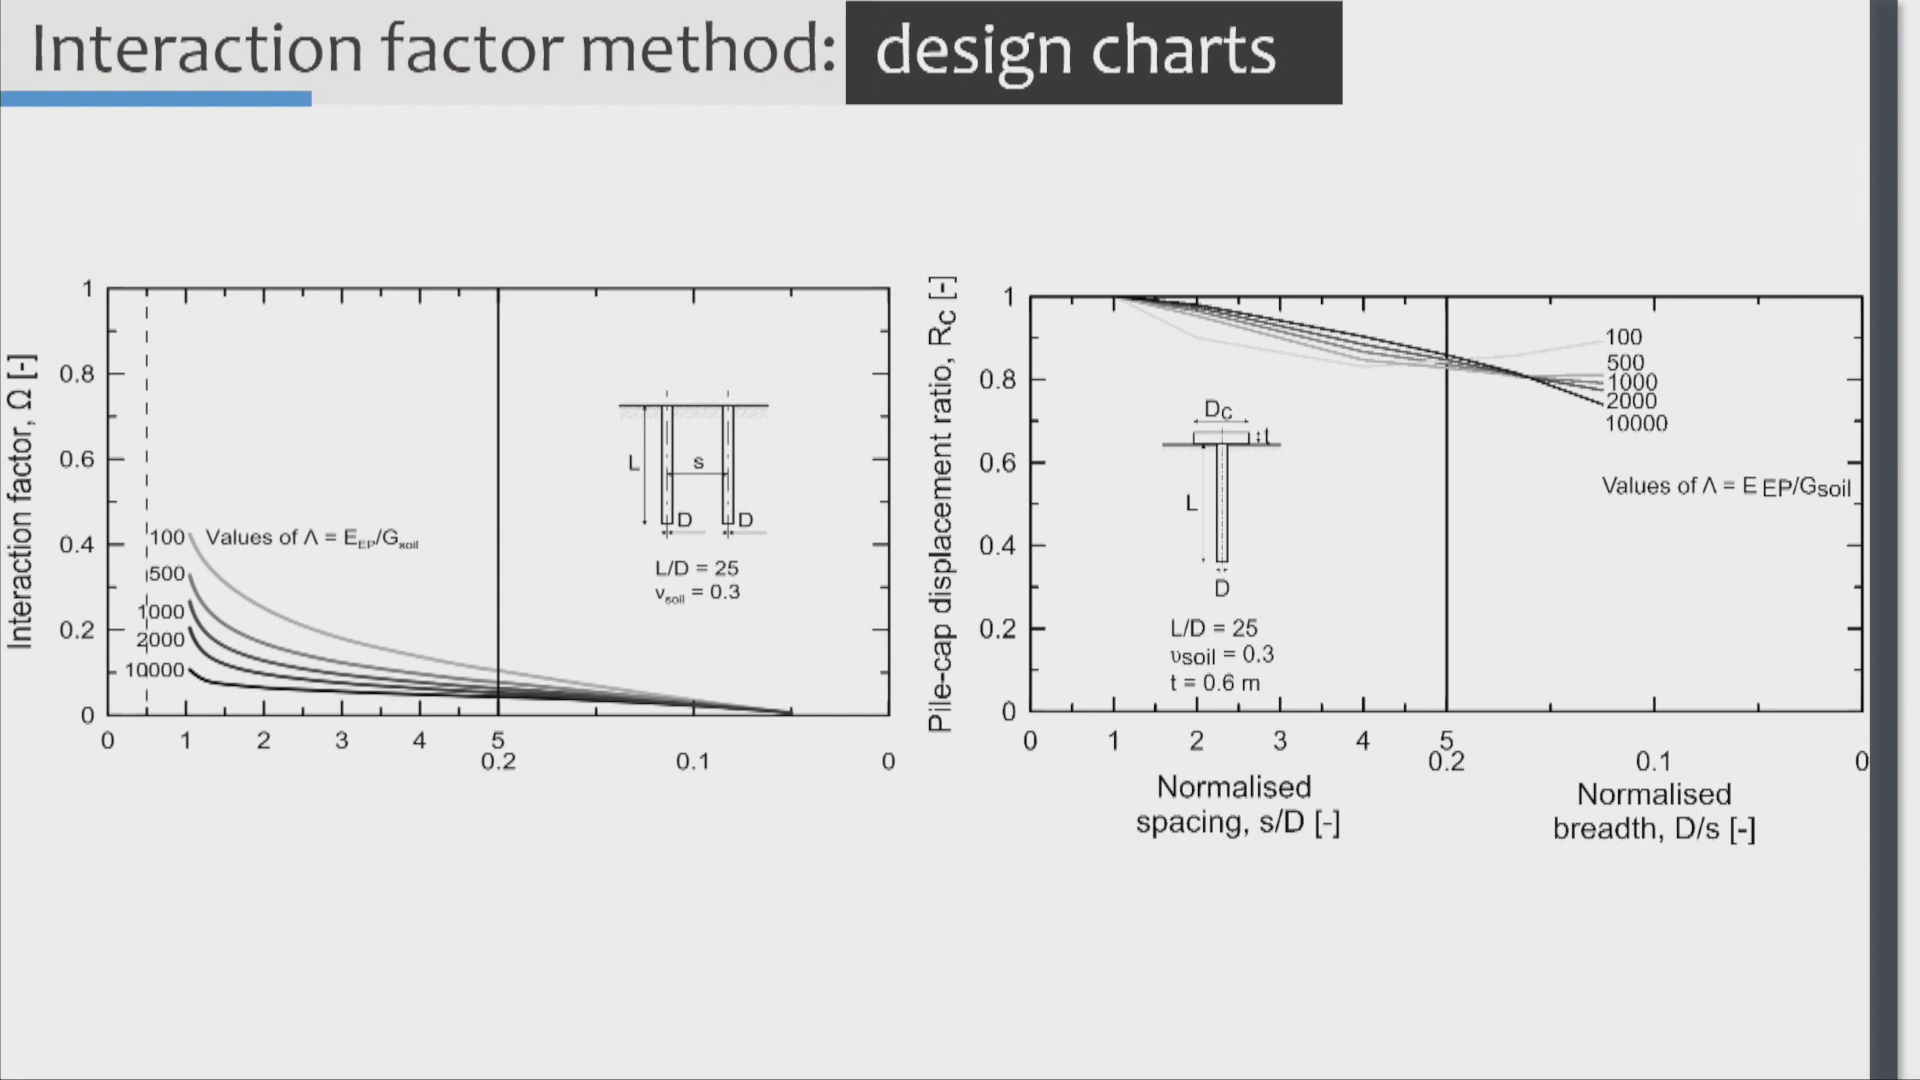 Interaction factor method: design charts
Interaction factor, Ω [-]
1
0.8
0.6
0.4
0.2
0
100 Values of Λ = E_EP/G_soil
500
1000
2000
10000
L
s
D D
L/D = 25
ν_soil = 0.3
0 1 2 3 4 5
0.2 0.1 0
Pile-cap displacement ratio, Rc [-]
1
0.8
0.6
0.4
0.2
0
100
500
1000
2000
10000
Values of Λ = E EP/Gsoil
Dc
t
L
D
L/D = 25
υsoil = 0.3
t = 0.6 m
0 1 2 3 4 5
0.2 0.1 0
Normalised
spacing, s/D [-]
Normalised
breadth, D/s [-]